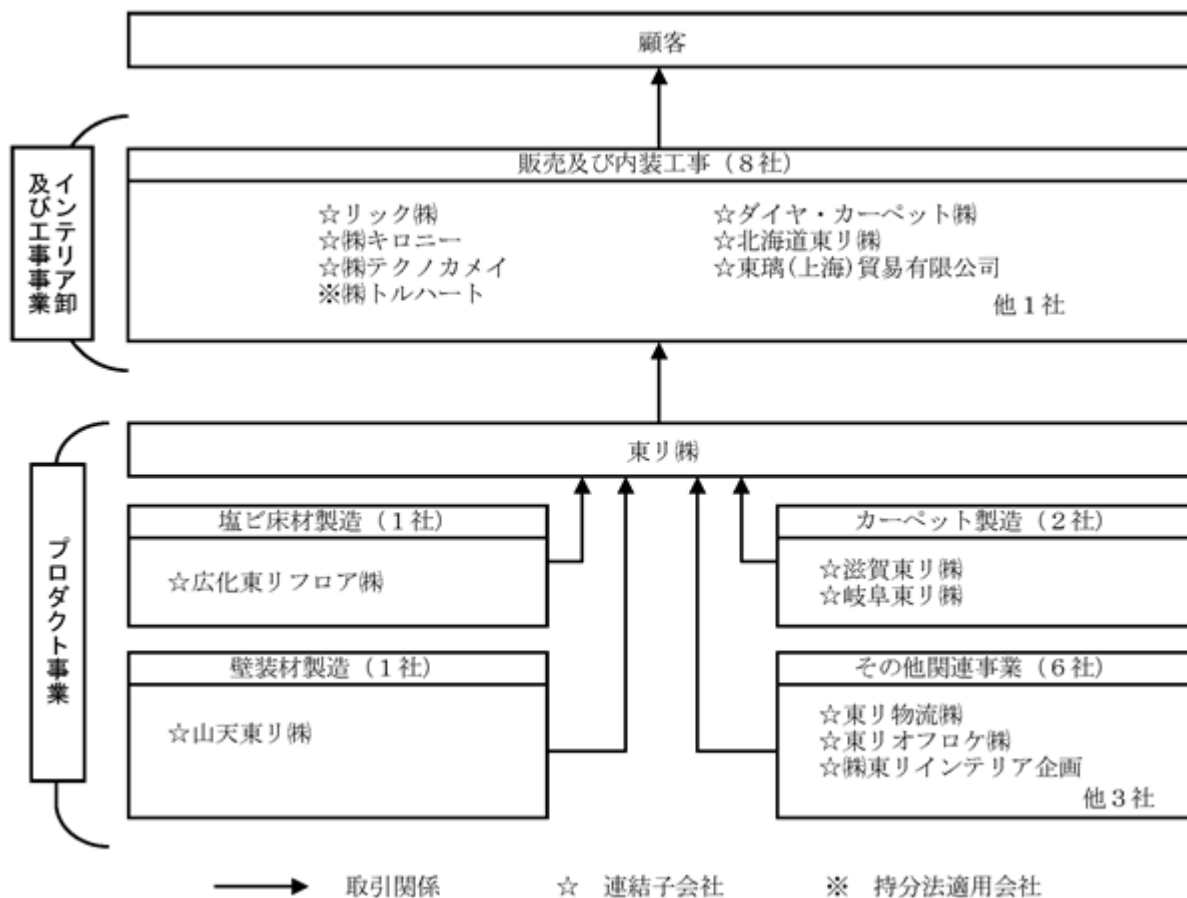 顧客
インテリア卸
及び工事事業
販売及び内装工事（８社）
☆リック㈱
☆㈱キロニー
☆㈱テクノカメイ
※㈱トルハート
☆ダイヤ・カーペット㈱
☆北海道東リ㈱
☆東璃(上海)貿易有限公司
他１社
プロダクト事業
東リ㈱
塩ビ床材製造（１社）
☆広化東リフロア㈱
カーペット製造（２社）
☆滋賀東リ㈱
☆岐阜東リ㈱
壁装材製造（１社）
☆山天東リ㈱
その他関連事業（６社）
☆東リ物流㈱
☆東リオフロケ㈱
☆㈱東リインテリア企画
他３社
取引関係 ☆ 連結子会社 ※ 持分法適用会社